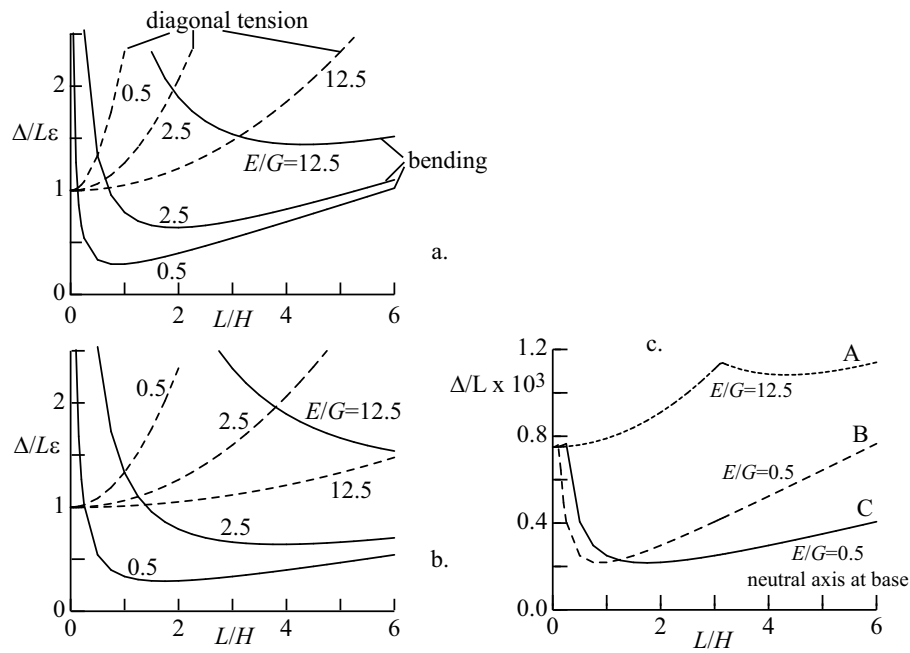 diagonal tension
2
0.5
2.5
12.5
Δ/Lε
E/G=12.5
bending
1
2.5
0.5
a.
0
0
2
L/H
4
6
2
0.5
2.5
E/G=12.5
Δ/Lε
1
12.5
2.5
0.5
b.
0
0
2
L/H
4
6
c.
1.2
A
Δ/L x 10³
E/G=12.5
0.8
B
E/G=0.5
0.4
C
E/G=0.5
neutral axis at base
0.0
0
2
L/H
4
6